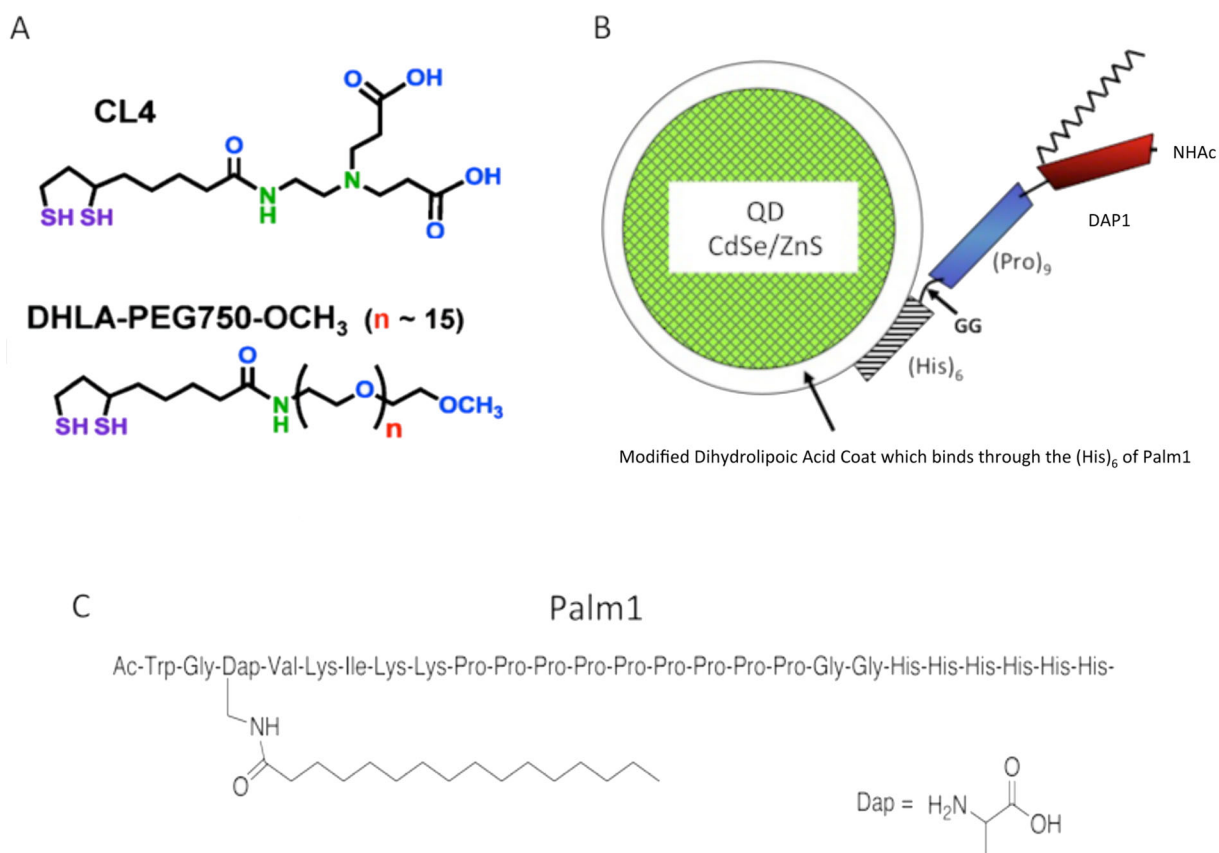 A
CL4
O
OH
O
N
H
N
OH
O
SH SH
DHLA-PEG750-OCH₃ (n ~ 15)
O
N
H
O
n
OCH₃
SH SH
B
QD
CdSe/ZnS
NHAc
DAP1
(Pro)₉
GG
(His)₆
Modified Dihydrolipoic Acid Coat which binds through the (His)₆ of Palm1
C
Palm1
Ac-Trp-Gly-Dap-Val-Lys-Ile-Lys-Lys-Pro-Pro-Pro-Pro-Pro-Pro-Pro-Pro-Pro-Gly-Gly-His-His-His-His-His-His-
NH
O
Dap =
H₂N
O
OH